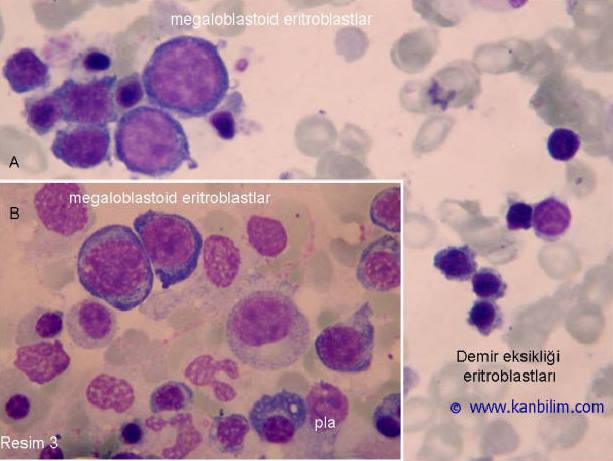 megaloblastoid eritroblastlar
A
megaloblastoid eritroblastlar
B
Demir eksikliği
eritroblastları
© www.kanbilim.com
pla
Resim 3